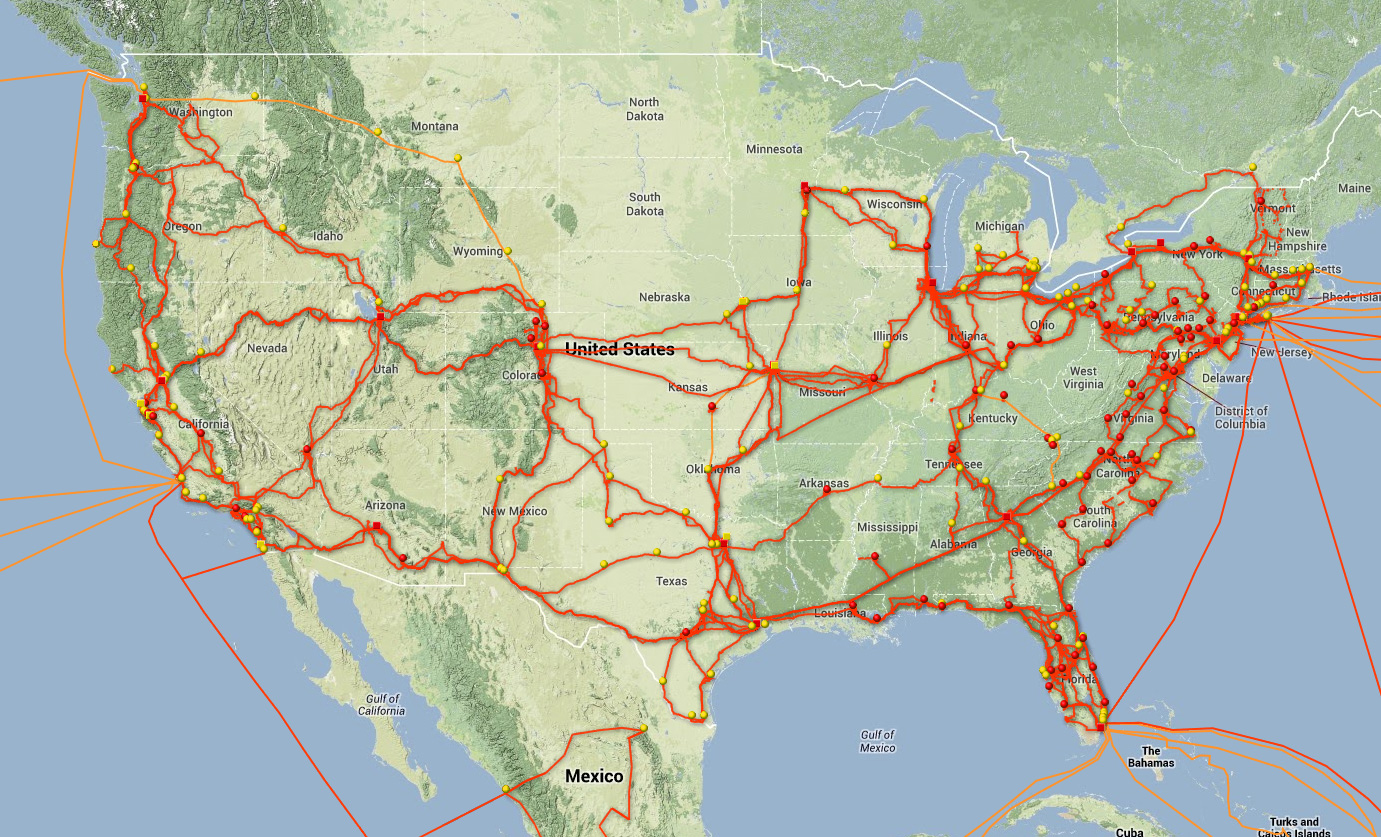 Washington
Montana
North
Dakota
Minnesota
Maine
Oregon
Idaho
South
Dakota
Wisconsin
Michigan
Vermont
New
Hampshire
Wyoming
New York
Massachusetts
Nebraska
Iowa
Connecticut
Rhode Islan
Nevada
Utah
Colorad
United States
Kansas
Missouri
Illinois
Indiana
Ohio
Pennsylvania
Maryland
New Jersey
West
Virginia
Delaware
District of
Columbia
California
Kentucky
Virginia
Oklahoma
Arkansas
Tennessee
North
Carolina
Arizona
New Mexico
Mississippi
Alabama
Georgia
South
Carolina
Texas
Louisiana
Florida
Gulf of
California
Gulf of
Mexico
Mexico
The
Bahamas
Cuba
Turks and
Caicos Islands